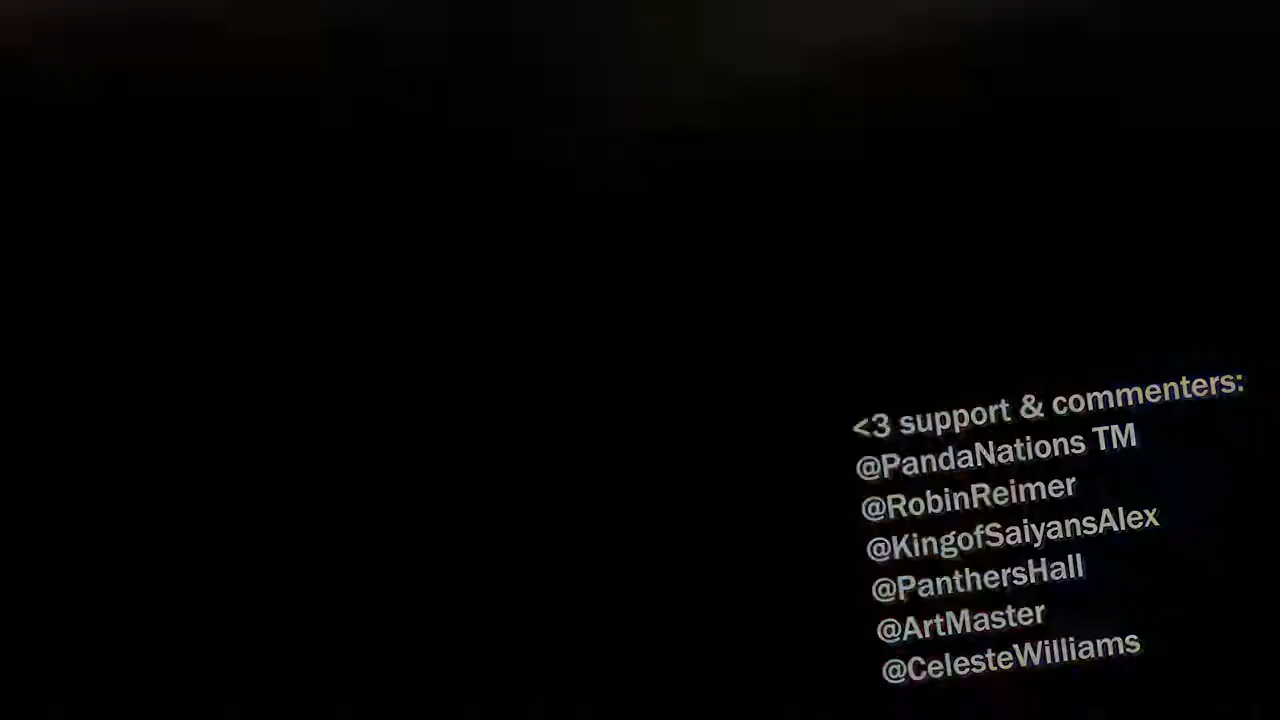 <3 support & commenters:
@PandaNations TM
@RobinReimer
@KingofSaiyansAlex
@PanthersHall
@ArtMaster
@CelesteWilliams